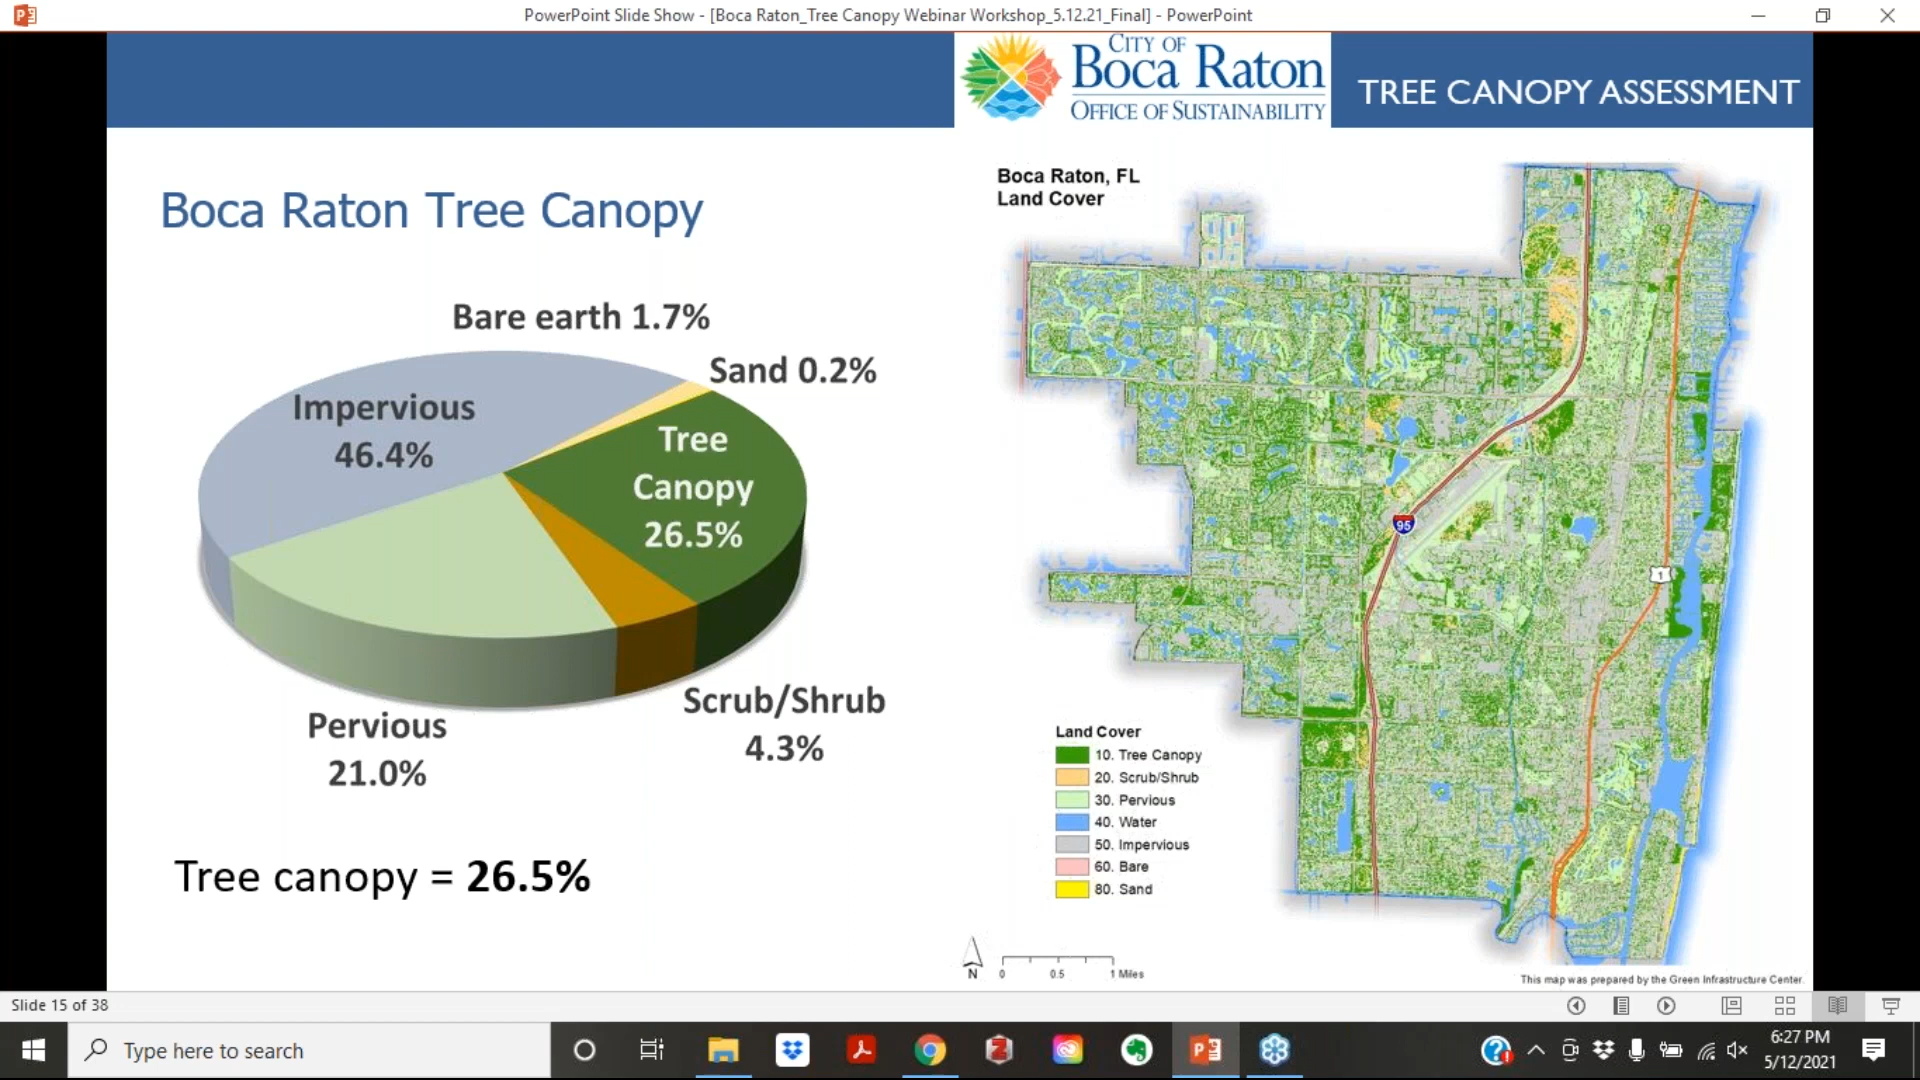 PowerPoint Slide Show - [Boca Raton_Tree Canopy Webinar Workshop_5.12.21_Final] - PowerPoint
CITY OF
Boca Raton
OFFICE OF SUSTAINABILITY
TREE CANOPY ASSESSMENT
Boca Raton Tree Canopy
Bare earth 1.7%
Sand 0.2%
Impervious
46.4%
Tree
Canopy
26.5%
Scrub/Shrub
4.3%
Pervious
21.0%
Tree canopy = 26.5%
Boca Raton, FL
Land Cover
95
1
Land Cover
10. Tree Canopy
20. Scrub/Shrub
30. Pervious
40. Water
50. Impervious
60. Bare
80. Sand
N
0 0.5 1 Miles
This map was prepared by the Green Infrastructure Center.
Slide 15 of 38
Type here to search
6:27 PM
5/12/2021